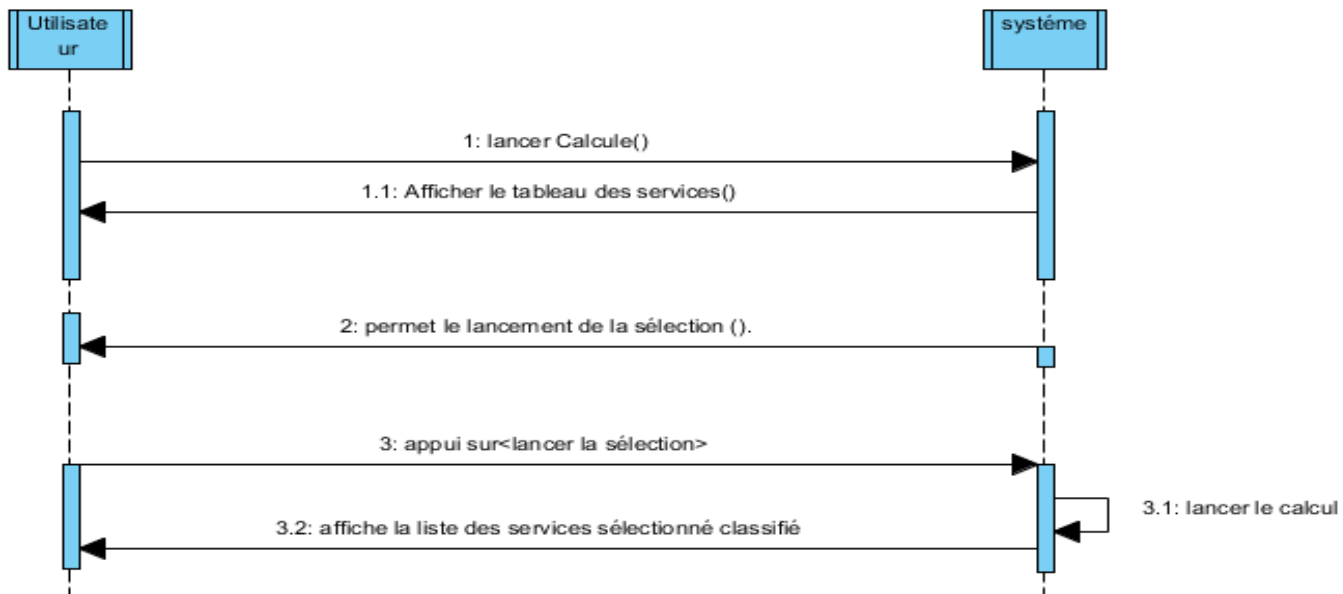 Utilisate
ur
systéme
1: lancer Calcule()
1.1: Afficher le tableau des services()
2: permet le lancement de la sélection ().
3: appui sur<lancer la sélection>
3.1: lancer le calcul
3.2: affiche la liste des services sélectionné classifié